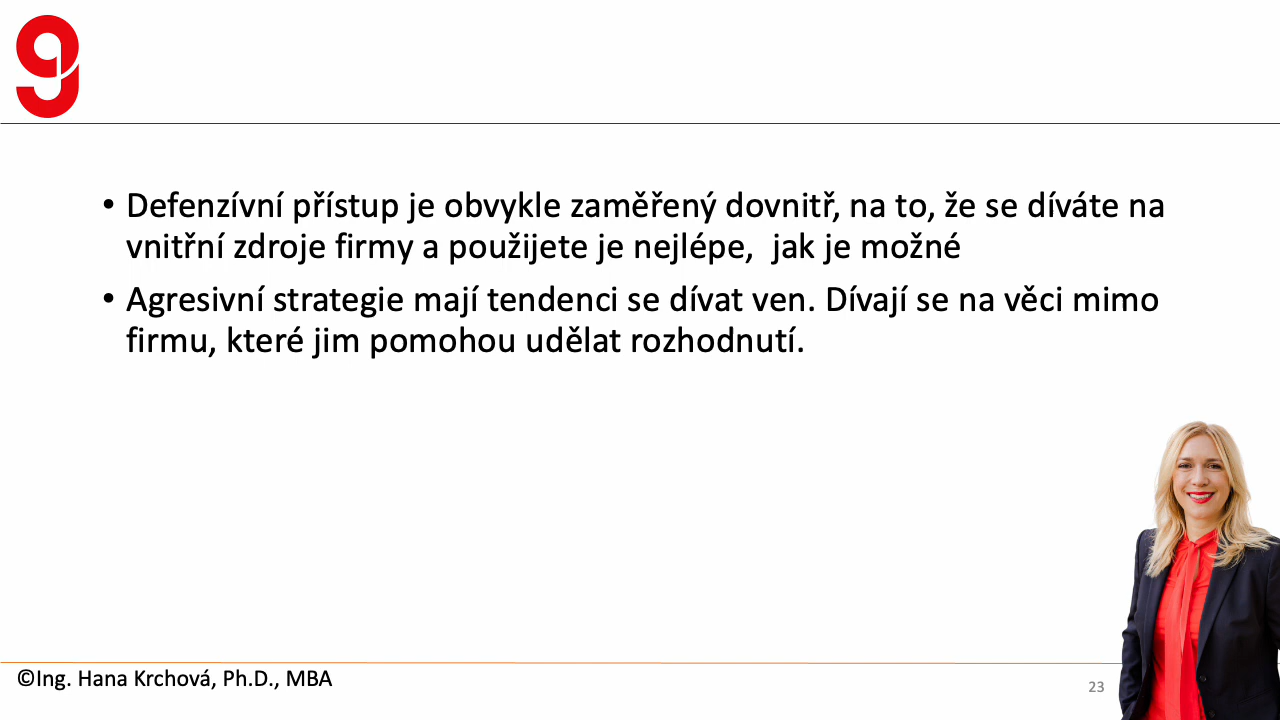 • Defenzívní přístup je obvykle zaměřený dovnitř, na to, že se díváte na
vnitřní zdroje firmy a použijete je nejlépe,  jak je možné
• Agresivní strategie mají tendenci se dívat ven. Dívají se na věci mimo
firmu, které jim pomohou udělat rozhodnutí.
©Ing. Hana Krchová, Ph.D., MBA
23